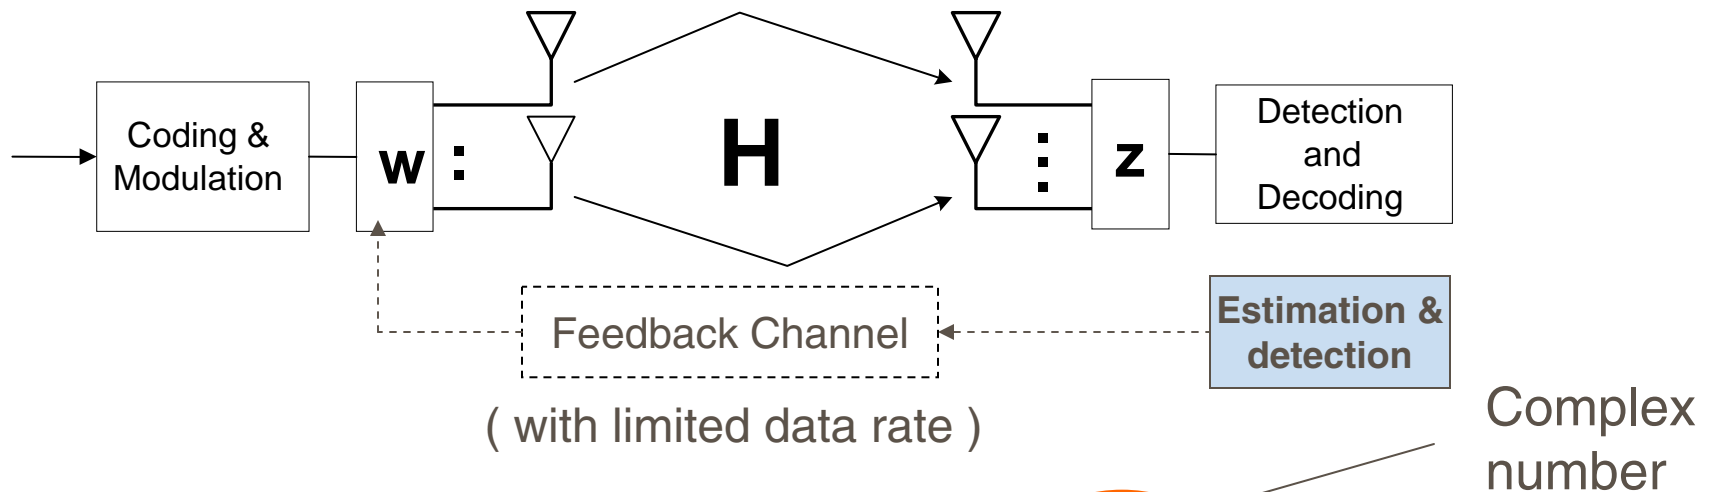 Coding &
Modulation
w
:
H
⋮
z
Detection
and
Decoding
Feedback Channel
Estimation &
detection
( with limited data rate )
Complex
number